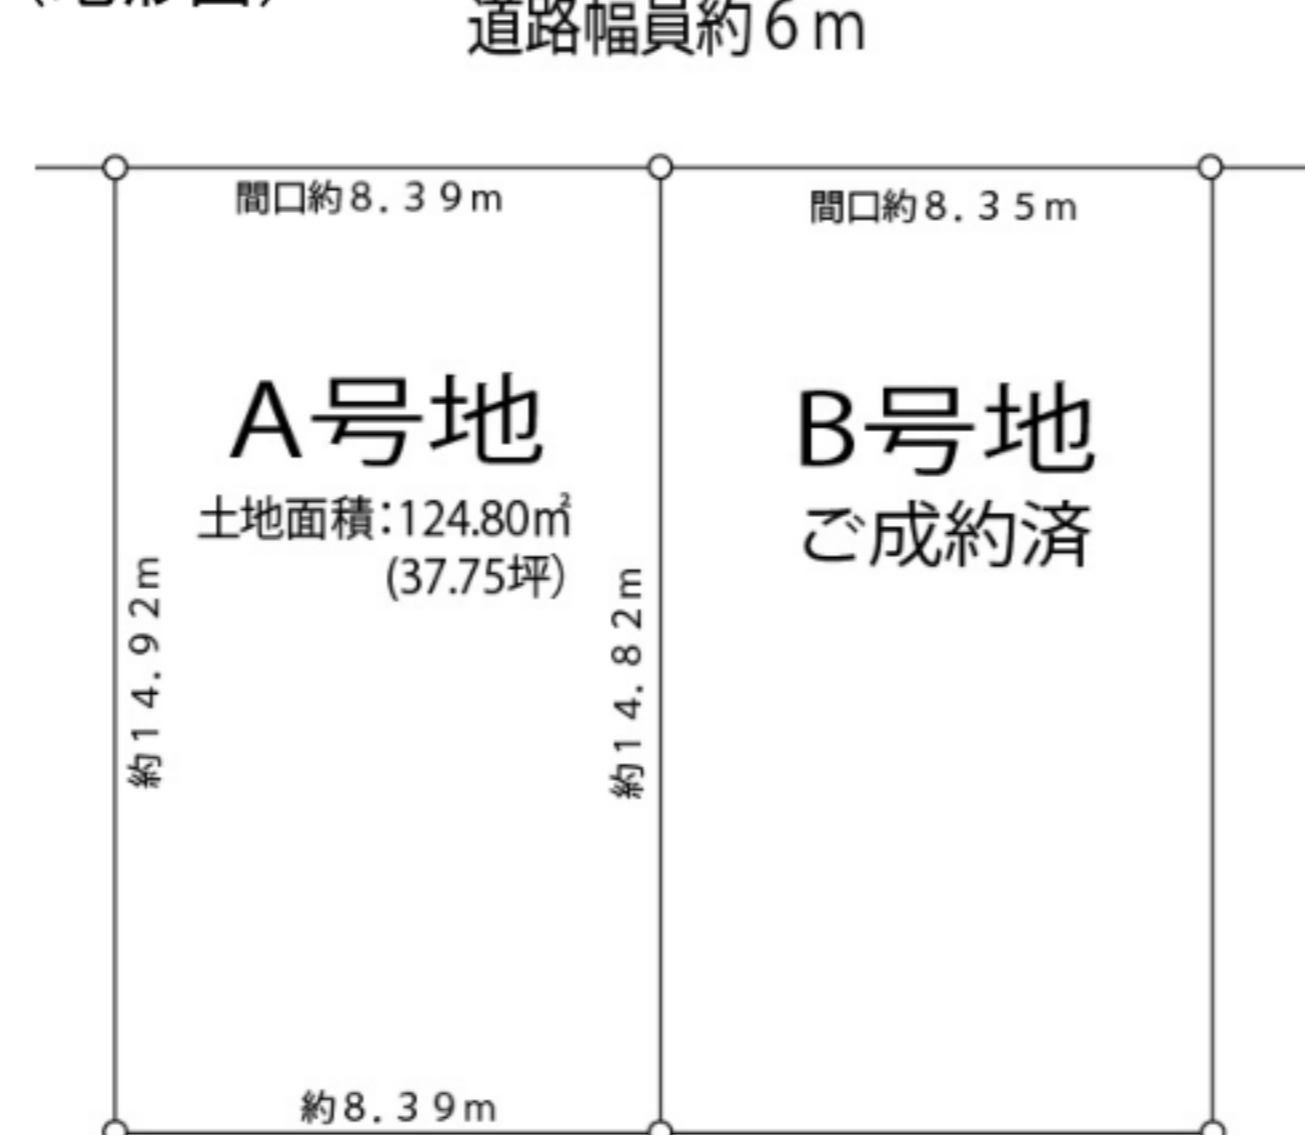 道路幅員約6m
間口約8.39m
間口約8.35m
A号地
土地面積:124.80㎡
(37.75坪)
B号地
ご成約済
約14.92m
約14.82m
約8.39m